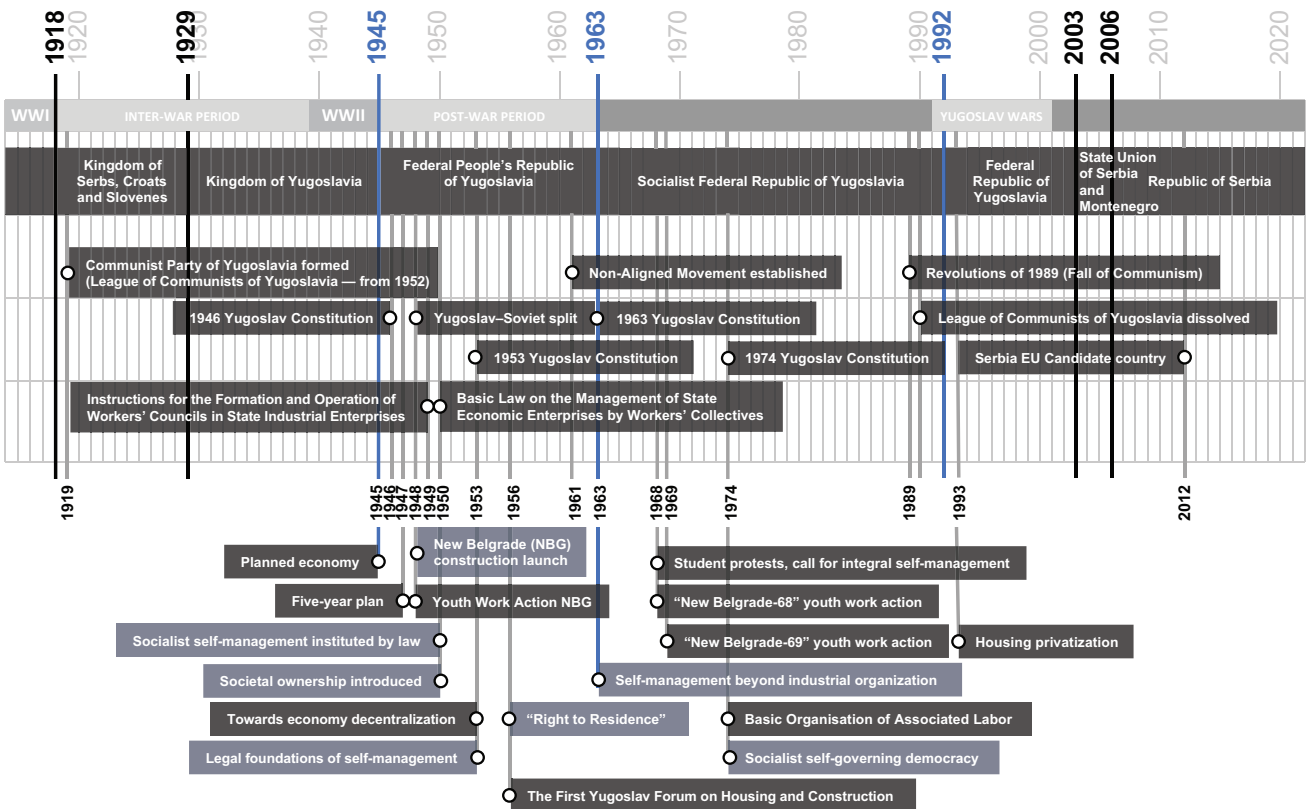 1918
1920
1929
1930
1940
1945
1950
1960
1963
1970
1980
1990
1992
2000
2003
2006
2010
2020
WWI
INTER-WAR PERIOD
WWII
POST-WAR PERIOD
YUGOSLAV WARS
Kingdom of
Serbs, Croats
and Slovenes
Kingdom of Yugoslavia
Federal People’s Republic
of Yugoslavia
Socialist Federal Republic of Yugoslavia
Federal
Republic of
Yugoslavia
State Union
of Serbia
and
Montenegro
Republic of Serbia
Communist Party of Yugoslavia formed
(League of Communists of Yugoslavia — from 1952)
Non-Aligned Movement established
Revolutions of 1989 (Fall of Communism)
1946 Yugoslav Constitution
Yugoslav–Soviet split
1963 Yugoslav Constitution
League of Communists of Yugoslavia dissolved
1953 Yugoslav Constitution
1974 Yugoslav Constitution
Serbia EU Candidate country
Instructions for the Formation and Operation of
Workers’ Councils in State Industrial Enterprises
Basic Law on the Management of State
Economic Enterprises by Workers’ Collectives
1919
1945
1946
1947
1948
1949
1950
1953
1956
1961
1963
1968
1969
1974
1989
1993
2012
Planned economy
New Belgrade (NBG)
construction launch
Student protests, call for integral self-management
Five-year plan
Youth Work Action NBG
“New Belgrade-68” youth work action
Socialist self-management instituted by law
“New Belgrade-69” youth work action
Housing privatization
Societal ownership introduced
Self-management beyond industrial organization
Towards economy decentralization
“Right to Residence”
Basic Organisation of Associated Labor
Legal foundations of self-management
Socialist self-governing democracy
The First Yugoslav Forum on Housing and Construction